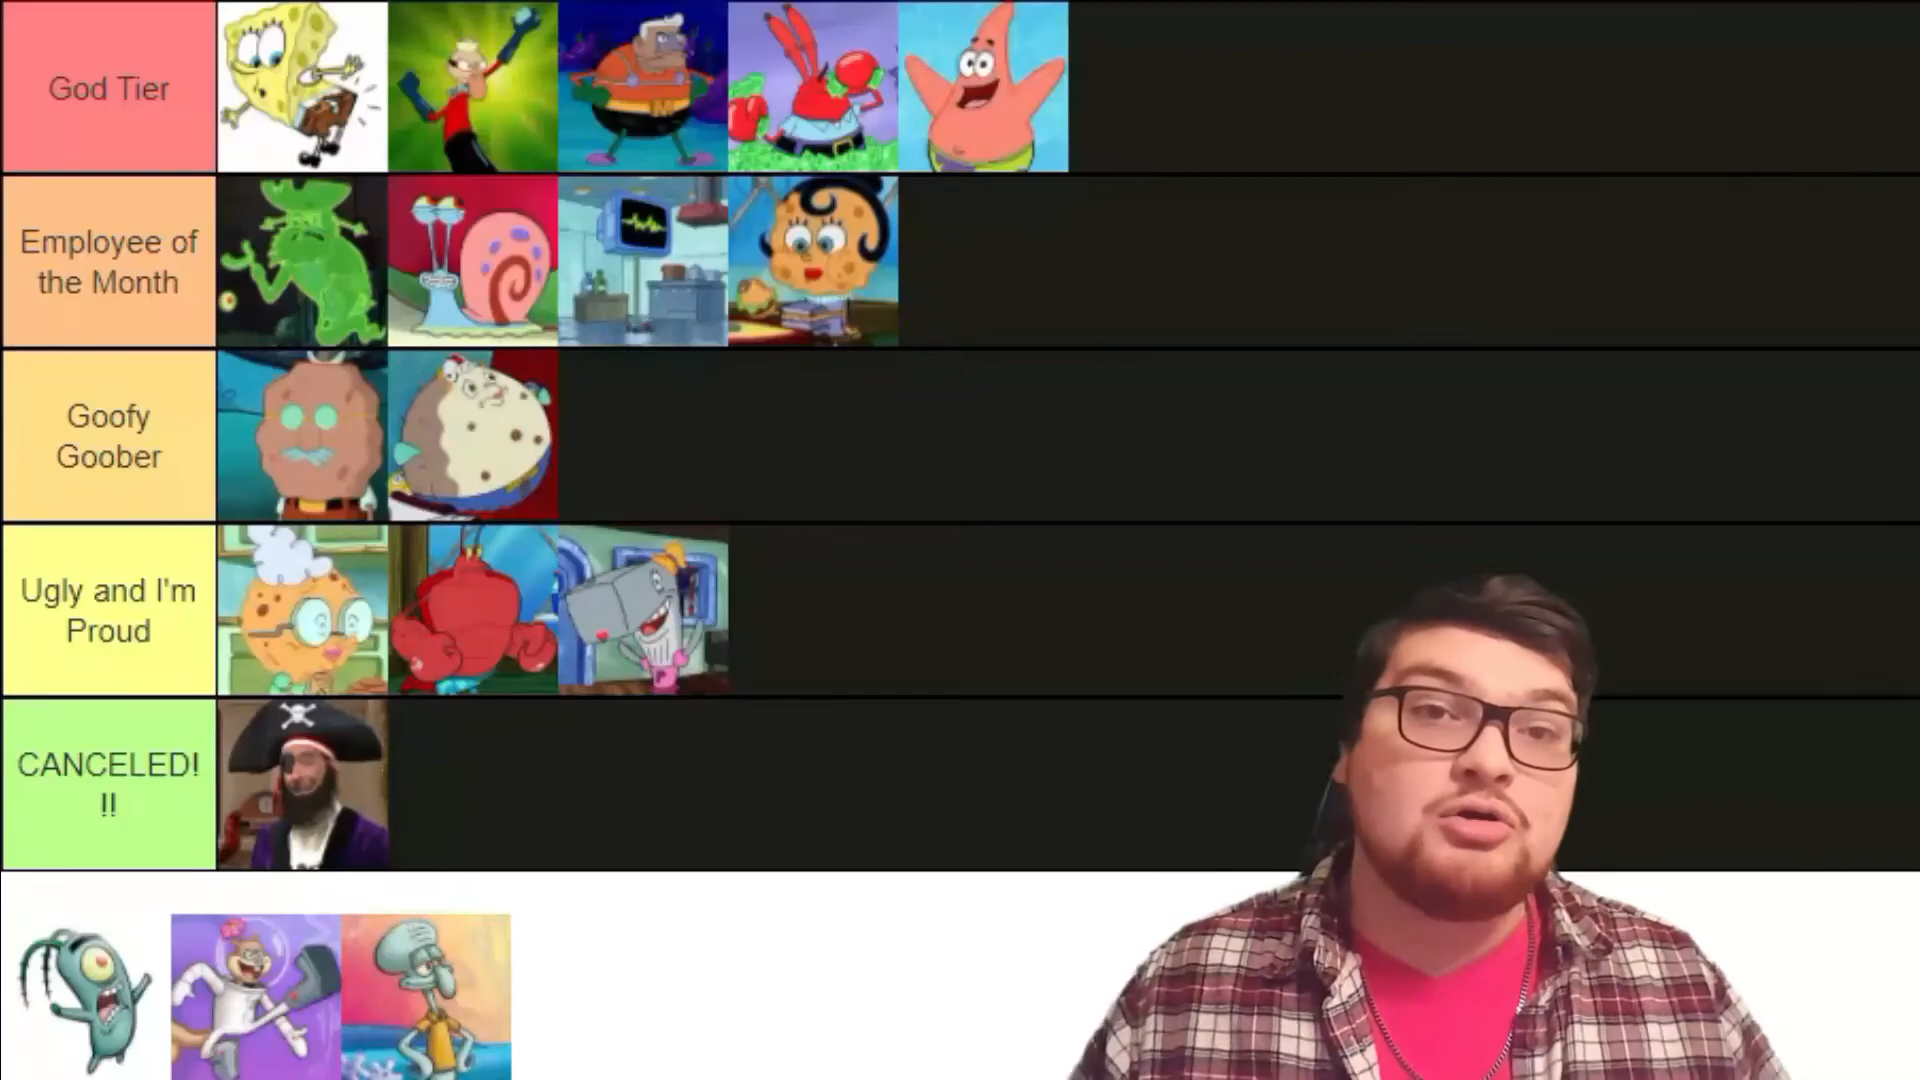 God Tier
Employee of
the Month
Goofy
Goober
Ugly and I'm
Proud
CANCELED!
!!